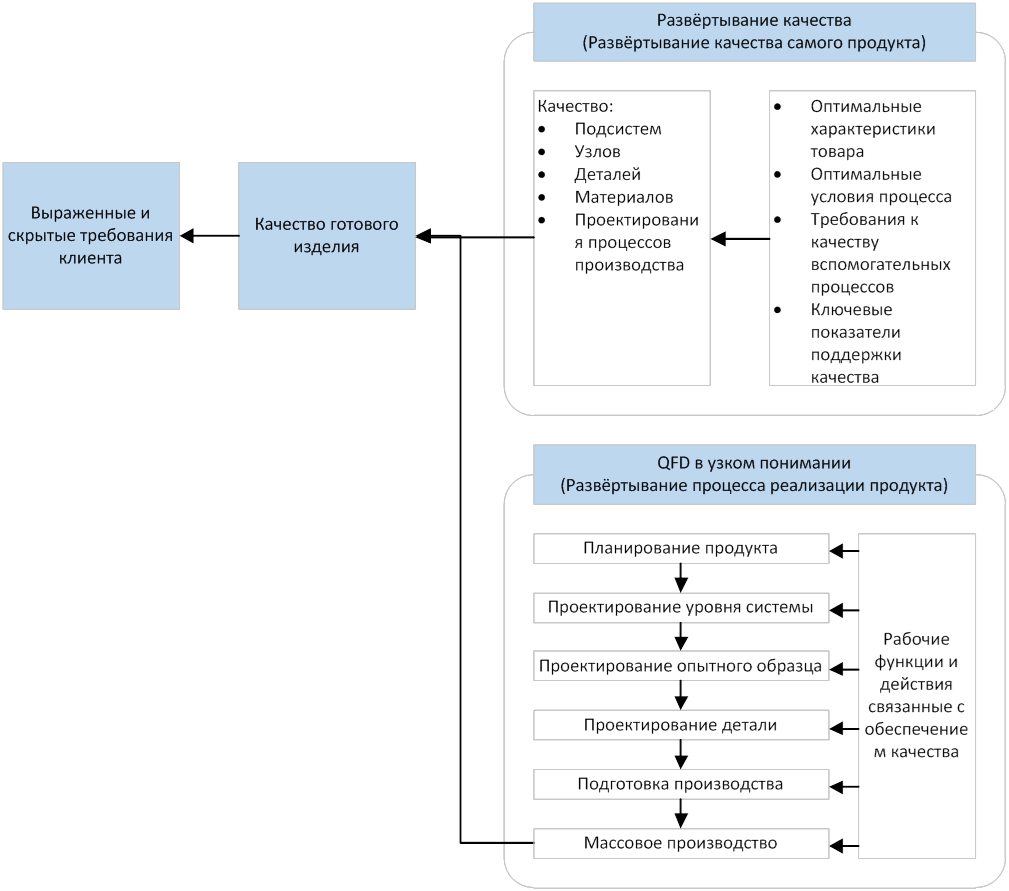 Развёртывание качества
(Развёртывание качества самого продукта)
Качество:
• Подсистем
• Узлов
• Деталей
• Материалов
• Проектировани
я процессов
производства
• Оптимальные
характеристики
товара
• Оптимальные
условия процесса
• Требования к
качеству
вспомогательных
процессов
• Ключевые
показатели
поддержки
качества
Выраженные и
скрытые требования
клиента
Качество готового
изделия
QFD в узком понимании
(Развёртывание процесса реализации продукта)
Планирование продукта
Проектирование уровня системы
Проектирование опытного образца
Проектирование детали
Подготовка производства
Массовое производство
Рабочие
функции и
действия
связанные с
обеспечение
м качества